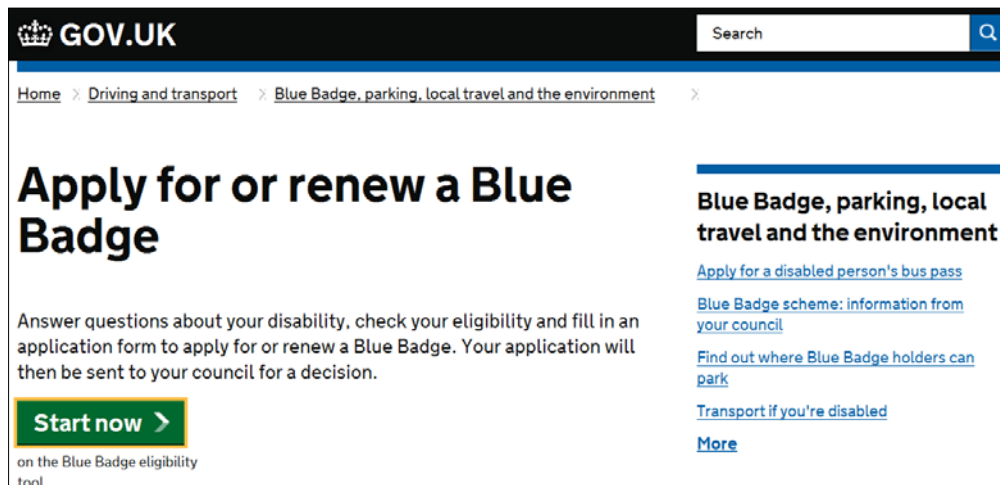 GOV.UK
Search
Home > Driving and transport > Blue Badge, parking, local travel and the environment >
Apply for or renew a Blue
Badge
Answer questions about your disability, check your eligibility and fill in an
application form to apply for or renew a Blue Badge. Your application will
then be sent to your council for a decision.
Start now
on the Blue Badge eligibility
tool
Blue Badge, parking, local
travel and the environment
Apply for a disabled person's bus pass
Blue Badge scheme: information from
your council
Find out where Blue Badge holders can
park
Transport if you're disabled
More